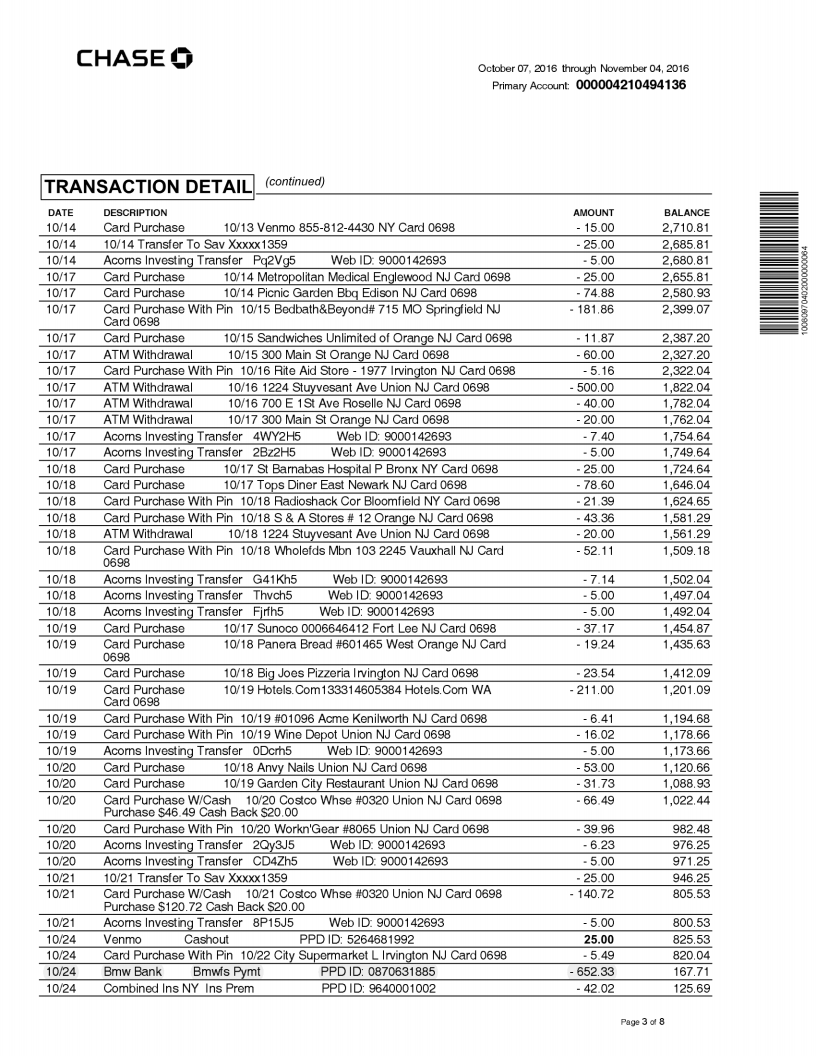 CHASE
October 07, 2016 through November 04, 2016
Primary Account: 000004210494136
TRANSACTION DETAIL (continued)
DATE DESCRIPTION AMOUNT BALANCE
10/14 Card Purchase 10/13 Venmo 855-812-4430 NY Card 0698 - 15.00 2,710.81
10/14 10/14 Transfer To Sav Xxxxx1359 - 25.00 2,685.81
10/14 Acorns Investing Transfer Pq2Vg5 Web ID: 9000142693 - 5.00 2,680.81
10/17 Card Purchase 10/14 Metropolitan Medical Englewood NJ Card 0698 - 25.00 2,655.81
10/17 Card Purchase 10/14 Picnic Garden Bbq Edison NJ Card 0698 - 74.88 2,580.93
10/17 Card Purchase With Pin 10/15 Bedbath&Beyond# 715 MO Springfield NJ - 181.86 2,399.07
Card 0698
10/17 Card Purchase 10/15 Sandwiches Unlimited of Orange NJ Card 0698 - 11.87 2,387.20
10/17 ATM Withdrawal 10/15 300 Main St Orange NJ Card 0698 - 60.00 2,327.20
10/17 Card Purchase With Pin 10/16 Rite Aid Store - 1977 Irvington NJ Card 0698 - 5.16 2,322.04
10/17 ATM Withdrawal 10/16 1224 Stuyvesant Ave Union NJ Card 0698 - 500.00 1,822.04
10/17 ATM Withdrawal 10/16 700 E 1St Ave Roselle NJ Card 0698 - 40.00 1,782.04
10/17 ATM Withdrawal 10/17 300 Main St Orange NJ Card 0698 - 20.00 1,762.04
10/17 Acorns Investing Transfer 4WY2H5 Web ID: 9000142693 - 7.40 1,754.64
10/17 Acorns Investing Transfer 2Bz2H5 Web ID: 9000142693 - 5.00 1,749.64
10/18 Card Purchase 10/17 St Barnabas Hospital P Bronx NY Card 0698 - 25.00 1,724.64
10/18 Card Purchase 10/17 Tops Diner East Newark NJ Card 0698 - 78.60 1,646.04
10/18 Card Purchase With Pin 10/18 Radioshack Cor Bloomfield NY Card 0698 - 21.39 1,624.65
10/18 Card Purchase With Pin 10/18 S & A Stores # 12 Orange NJ Card 0698 - 43.36 1,581.29
10/18 ATM Withdrawal 10/18 1224 Stuyvesant Ave Union NJ Card 0698 - 20.00 1,561.29
10/18 Card Purchase With Pin 10/18 Wholefds Mbn 103 2245 Vauxhall NJ Card - 52.11 1,509.18
0698
10/18 Acorns Investing Transfer G41Kh5 Web ID: 9000142693 - 7.14 1,502.04
10/18 Acorns Investing Transfer Thvch5 Web ID: 9000142693 - 5.00 1,497.04
10/18 Acorns Investing Transfer Fjrfh5 Web ID: 9000142693 - 5.00 1,492.04
10/19 Card Purchase 10/17 Sunoco 0006646412 Fort Lee NJ Card 0698 - 37.17 1,454.87
10/19 Card Purchase 10/18 Panera Bread #601465 West Orange NJ Card - 19.24 1,435.63
0698
10/19 Card Purchase 10/18 Big Joes Pizzeria Irvington NJ Card 0698 - 23.54 1,412.09
10/19 Card Purchase 10/19 Hotels.Com133314605384 Hotels.Com WA - 211.00 1,201.09
Card 0698
10/19 Card Purchase With Pin 10/19 #01096 Acme Kenilworth NJ Card 0698 - 6.41 1,194.68
10/19 Card Purchase With Pin 10/19 Wine Depot Union NJ Card 0698 - 16.02 1,178.66
10/19 Acorns Investing Transfer 0Dcrh5 Web ID: 9000142693 - 5.00 1,173.66
10/20 Card Purchase 10/18 Anvy Nails Union NJ Card 0698 - 53.00 1,120.66
10/20 Card Purchase 10/19 Garden City Restaurant Union NJ Card 0698 - 31.73 1,088.93
10/20 Card Purchase W/Cash 10/20 Costco Whse #0320 Union NJ Card 0698 - 66.49 1,022.44
Purchase $46.49 Cash Back $20.00
10/20 Card Purchase With Pin 10/20 Workn'Gear #8065 Union NJ Card 0698 - 39.96 982.48
10/20 Acorns Investing Transfer 2Qy3J5 Web ID: 9000142693 - 6.23 976.25
10/20 Acorns Investing Transfer CD4Zh5 Web ID: 9000142693 - 5.00 971.25
10/21 10/21 Transfer To Sav Xxxxx1359 - 25.00 946.25
10/21 Card Purchase W/Cash 10/21 Costco Whse #0320 Union NJ Card 0698 - 140.72 805.53
Purchase $120.72 Cash Back $20.00
10/21 Acorns Investing Transfer 8P15J5 Web ID: 9000142693 - 5.00 800.53
10/24 Venmo Cashout PPD ID: 5264681992 25.00 825.53
10/24 Card Purchase With Pin 10/22 City Supermarket L Irvington NJ Card 0698 - 5.49 820.04
10/24 Bmw Bank Bmwfs Pymt PPD ID: 0870631885 - 652.33 167.71
10/24 Combined Ins NY Ins Prem PPD ID: 9640001002 - 42.02 125.69
10080970402000000064
Page 3 of 8